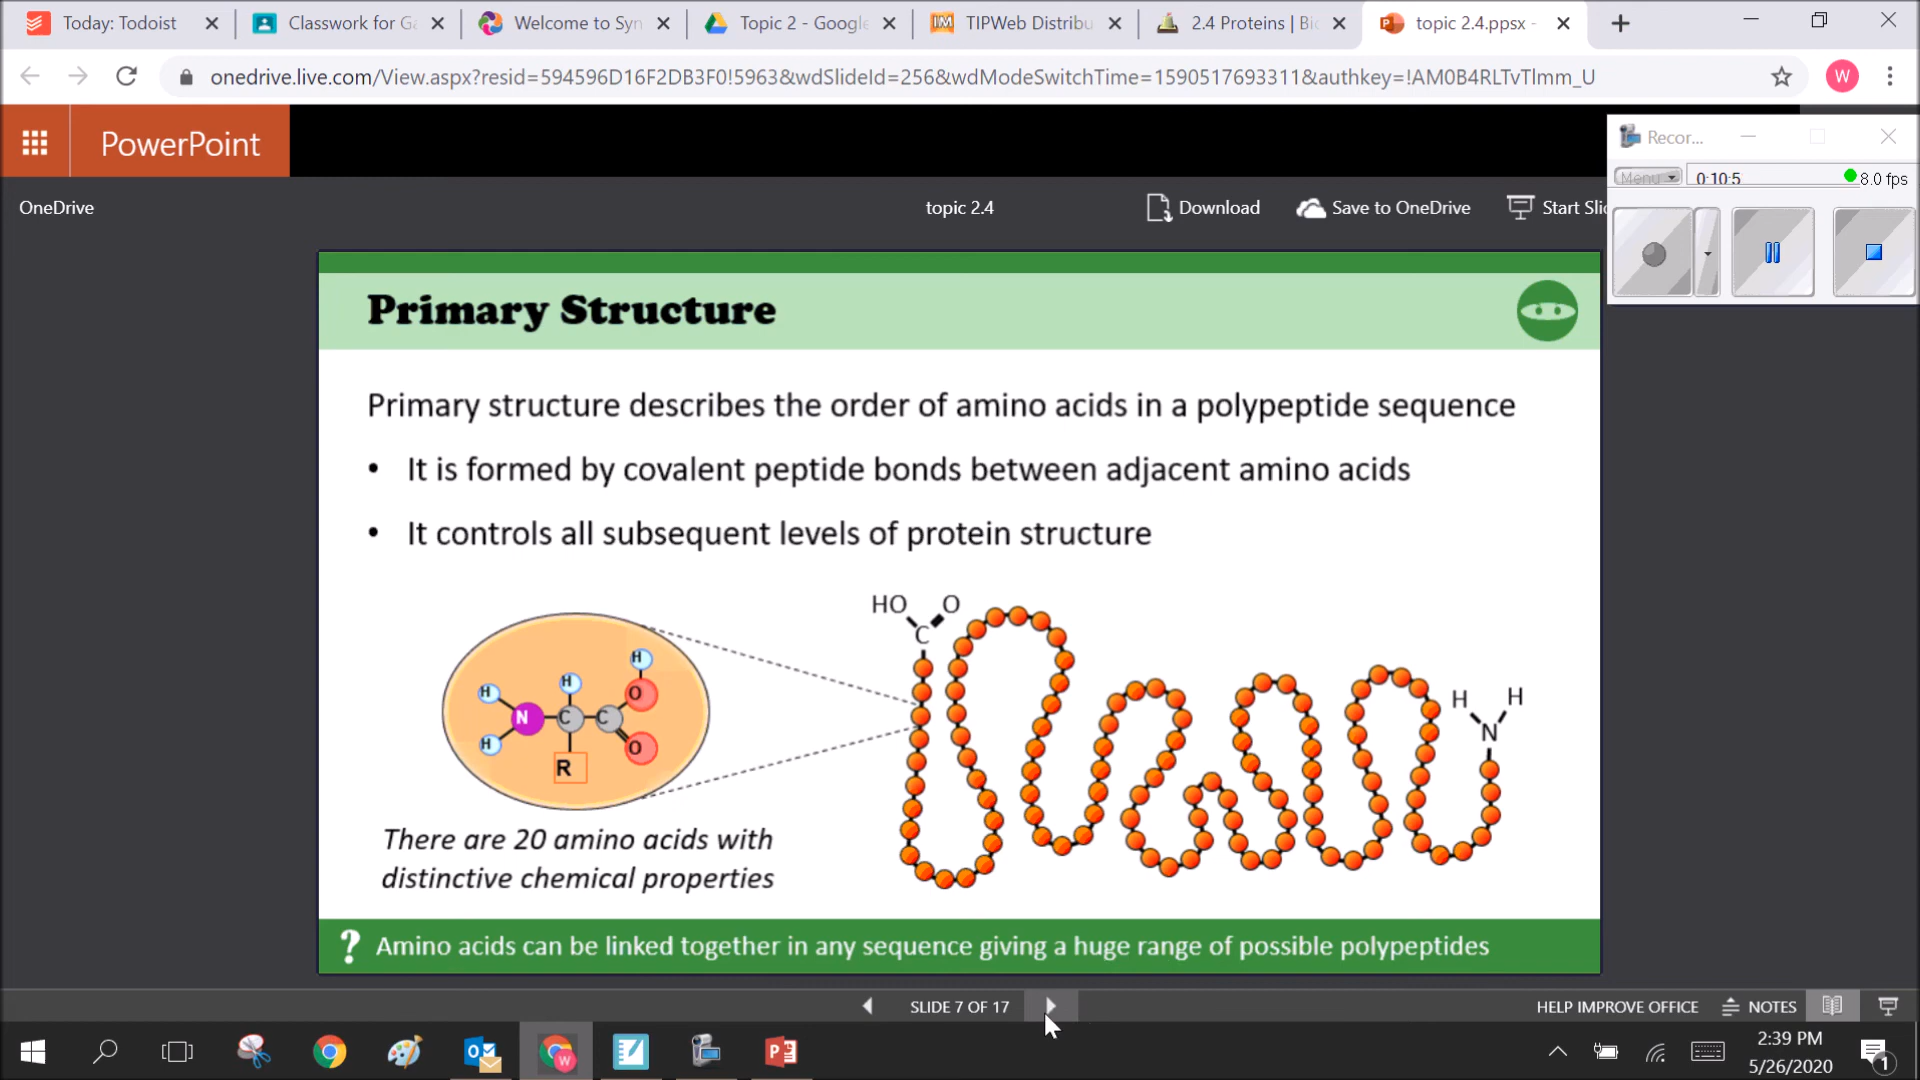 Today: Todoist
Classwork for Ga
Welcome to Syn
Topic 2 - Google
TIPWeb Distribu
2.4 Proteins | Bio
topic 2.4.ppsx -
onedrive.live.com/View.aspx?resid=594596D16F2DB3F0!5963&wdSlideId=256&wdModeSwitchTime=1590517693311&authkey=!AM0B4RLTvTlmm_U
W
PowerPoint
Recor...
Menu
0:10:5
8.0 fps
OneDrive
topic 2.4
Download
Save to OneDrive
Start Slid
Primary Structure
Primary structure describes the order of amino acids in a polypeptide sequence
• It is formed by covalent peptide bonds between adjacent amino acids
• It controls all subsequent levels of protein structure
HO O
C
H
H H
O
N C C
H
O
R
H H
N
There are 20 amino acids with
distinctive chemical properties
? Amino acids can be linked together in any sequence giving a huge range of possible polypeptides
SLIDE 7 OF 17
HELP IMPROVE OFFICE
NOTES
2:39 PM
5/26/2020
1